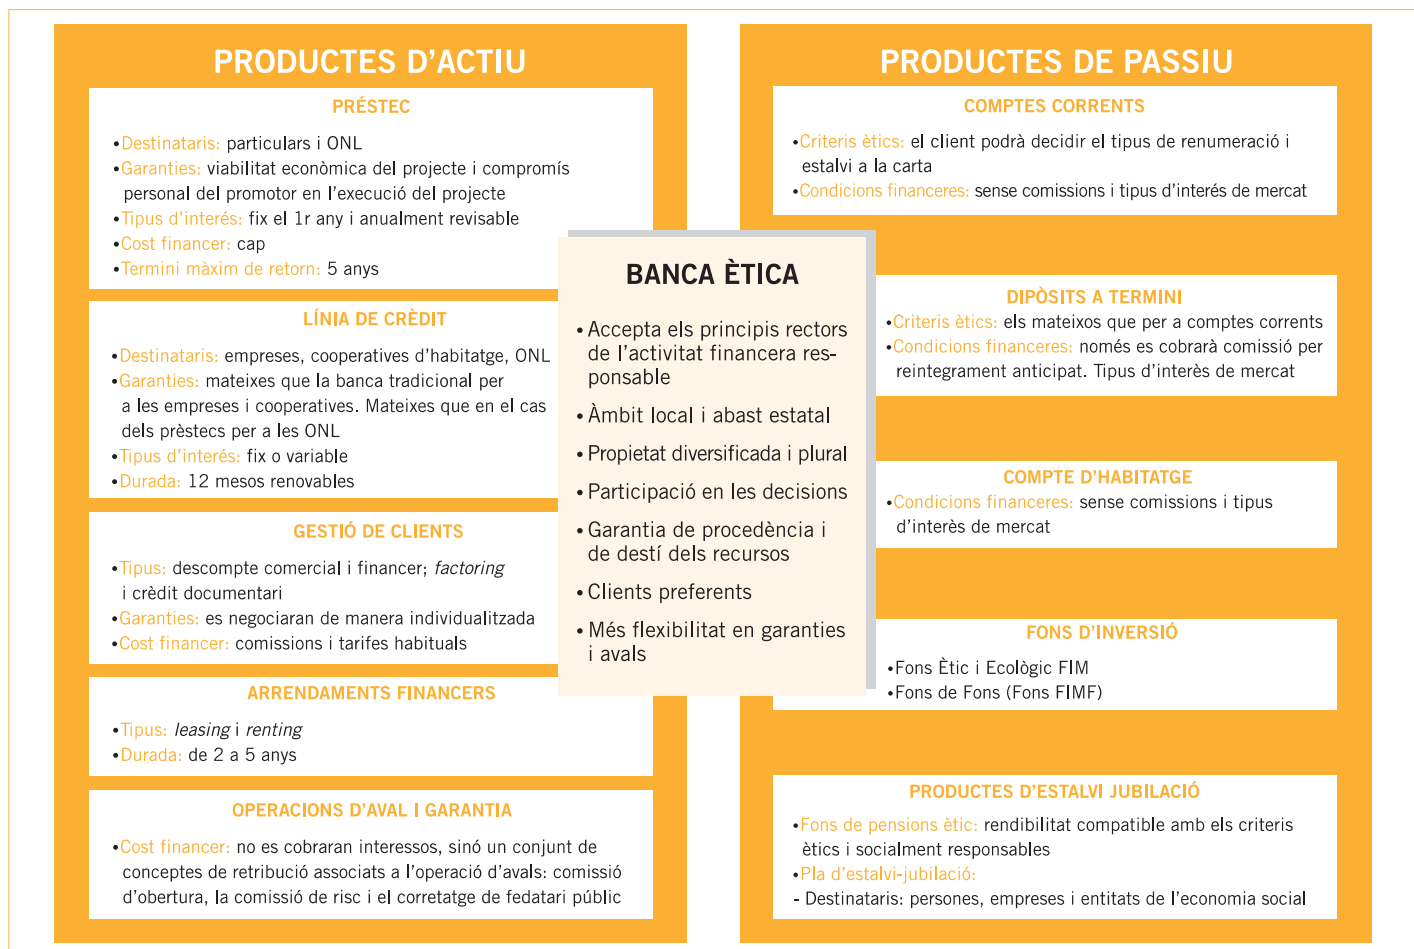 PRODUCTES D'ACTIU
PRÉSTEC
•Destinataris: particulars i ONL
•Garanties: viabilitat econòmica del projecte i compromís
personal del promotor en l'execució del projecte
•Tipus d'interés: fix el 1r any i anualment revisable
•Cost financer: cap
•Termini màxim de retorn: 5 anys
LÍNIA DE CRÈDIT
•Destinataris: empreses, cooperatives d'habitatge, ONL
•Garanties: mateixes que la banca tradicional per
a les empreses i cooperatives. Mateixes que en el cas
dels prèstecs per a les ONL
•Tipus d'interés: fix o variable
•Durada: 12 mesos renovables
GESTIÓ DE CLIENTS
•Tipus: descompte comercial i financer; factoring
i crèdit documentari
•Garanties: es negociaran de manera individualitzada
•Cost financer: comissions i tarifes habituals
ARRENDAMENTS FINANCERS
•Tipus: leasing i renting
•Durada: de 2 a 5 anys
OPERACIONS D'AVAL I GARANTIA
•Cost financer: no es cobraran interessos, sinó un conjunt de
conceptes de retribució associats a l'operació d'avals: comissió
d'obertura, la comissió de risc i el corretatge de fedatari públic
BANCA ÈTICA
• Accepta els principis rectors
de l'activitat financera res-
ponsable
• Àmbit local i abast estatal
• Propietat diversificada i plural
• Participació en les decisions
• Garantia de procedència i
de destí dels recursos
• Clients preferents
• Més flexibilitat en garanties
i avals
PRODUCTES DE PASSIU
COMPTES CORRENTS
•Criteris ètics: el client podrà decidir el tipus de renumeració i
estalvi a la carta
•Condicions financeres: sense comissions i tipus d'interés de mercat
DIPÒSITS A TERMINI
•Criteris ètics: els mateixos que per a comptes corrents
•Condicions financeres: només es cobrarà comissió per
reintegrament anticipat. Tipus d'interès de mercat
COMPTE D'HABITATGE
•Condicions financeres: sense comissions i tipus
d'interès de mercat
FONS D'INVERSIÓ
•Fons Ètic i Ecològic FIM
•Fons de Fons (Fons FIMF)
PRODUCTES D'ESTALVI JUBILACIÓ
•Fons de pensions ètic: rendibilitat compatible amb els criteris
ètics i socialment responsables
•Pla d'estalvi-jubilació:
- Destinataris: persones, empreses i entitats de l'economia social